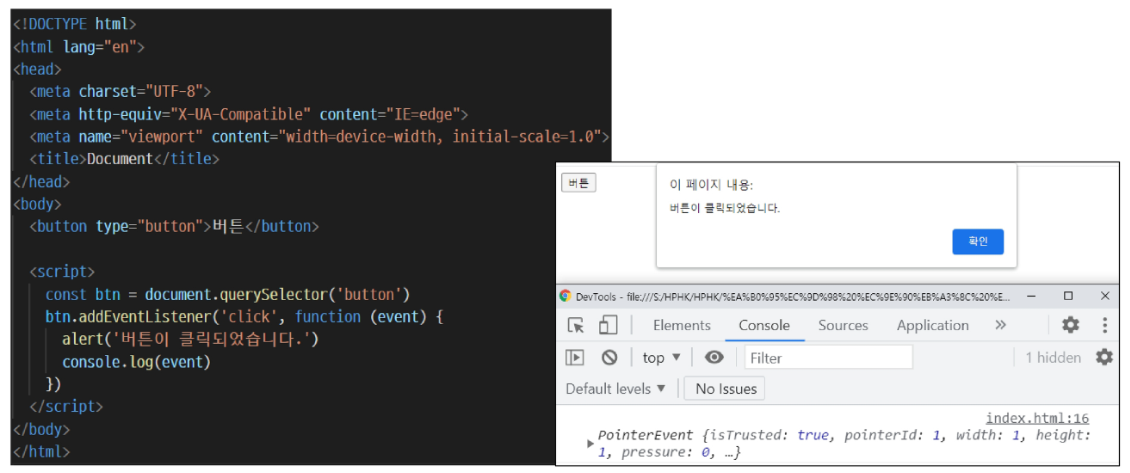 <!DOCTYPE html>
<html lang="en">
<head>
<meta charset="UTF-8">
<meta http-equiv="X-UA-Compatible" content="IE=edge">
<meta name="viewport" content="width=device-width, initial-scale=1.0">
<title>Document</title>
</head>
<body>
<button type="button">버튼</button>
<script>
const btn = document.querySelector('button')
btn.addEventListener('click', function (event) {
alert('버튼이 클릭되었습니다.')
console.log(event)
})
</script>
</body>
</html>
버튼
이 페이지 내용:
버튼이 클릭되었습니다.
확인
DevTools - file:///S:/HPHK/HPHK/%EA%B0%95%EC%9D%98%20%EC%9E%90%EB%A3%8C%20%E...
Elements Console Sources Application »
top ▼ Filter 1 hidden
Default levels ▼ No Issues
index.html:16
▶ PointerEvent {isTrusted: true, pointerId: 1, width: 1, height:
1, pressure: 0, …}